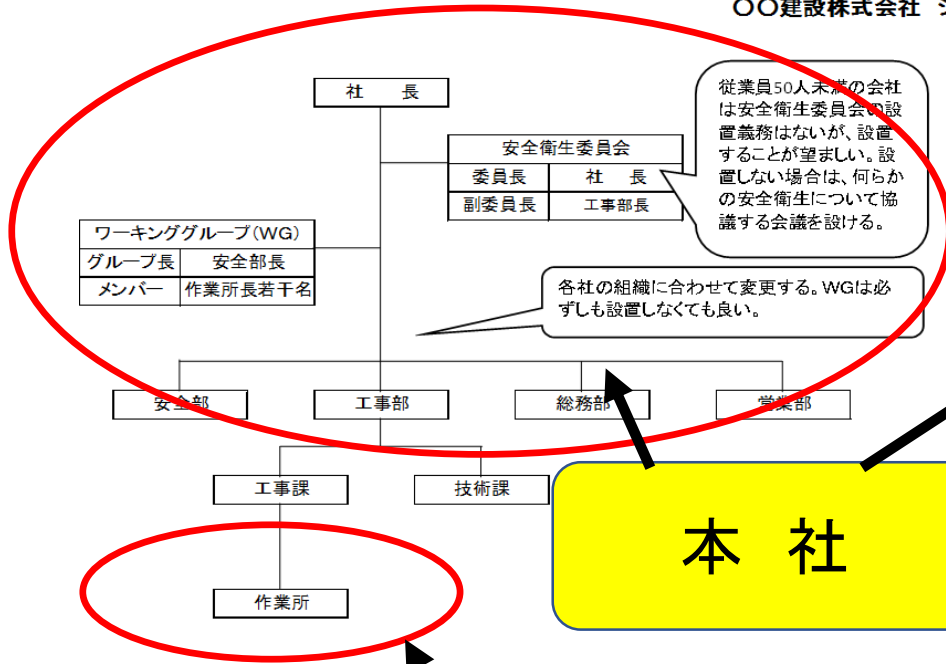 〇〇建設株式会社
社　長
従業員50人未満の会社
は安全衛生委員会の設
置義務はないが、設置
することが望ましい。設
置しない場合は、何らか
の安全衛生について協
議する会議を設ける。
安全衛生委員会
委員長 社　長
副委員長 工事部長
ワーキンググループ(WG)
グループ長 安全部長
メンバー 作業所長若干名
各社の組織に合わせて変更する。WGは必
ずしも設置しなくても良い。
安全部 工事部 総務部 営業部
工事課 技術課
本 社
作業所